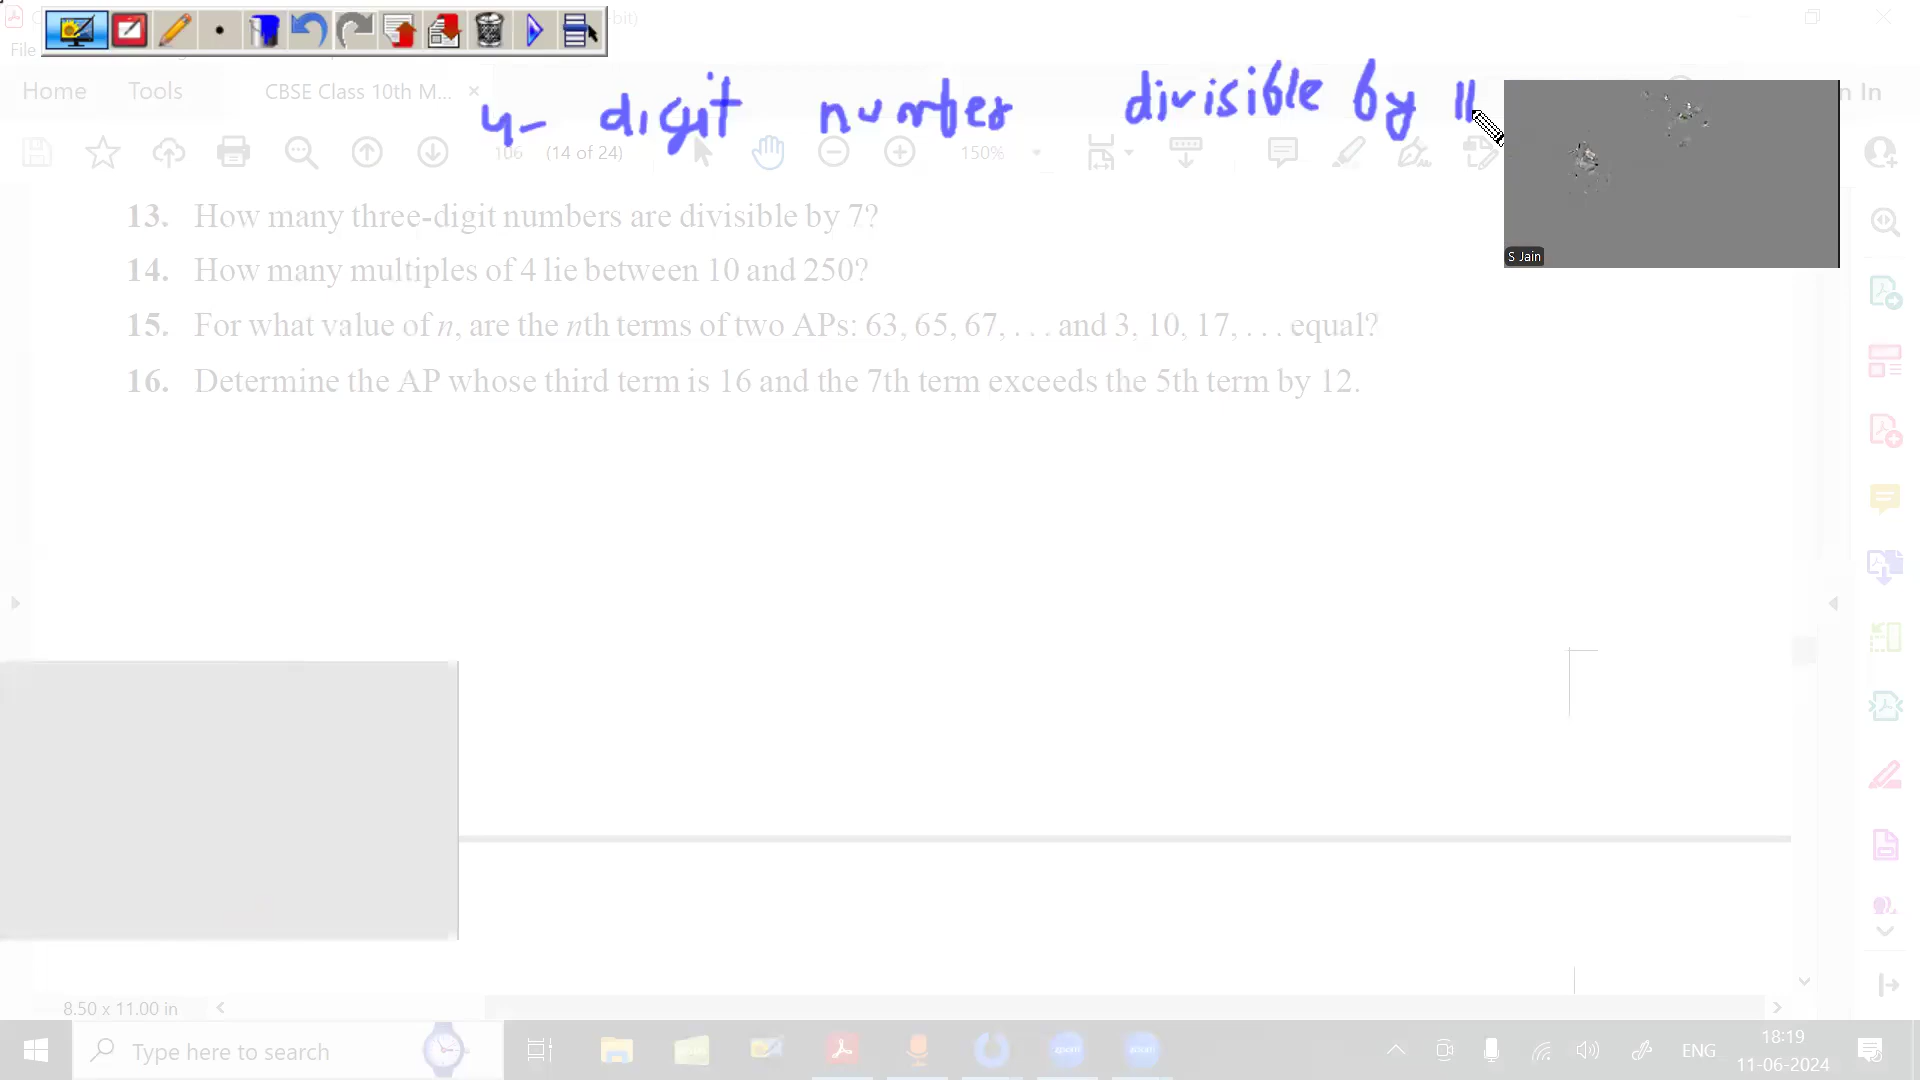 -bit)
File
Home Tools CBSE Class 10th M... × n In
4- digit number divisible by 11
106 (14 of 24) 150%
S Jain
13. How many three-digit numbers are divisible by 7?
14. How many multiples of 4 lie between 10 and 250?
15. For what value of n, are the nth terms of two APs: 63, 65, 67, . . . and 3, 10, 17, . . . equal?
16. Determine the AP whose third term is 16 and the 7th term exceeds the 5th term by 12.
8.50 x 11.00 in
Type here to search
zoom zoom
ENG
18:19
11-06-2024